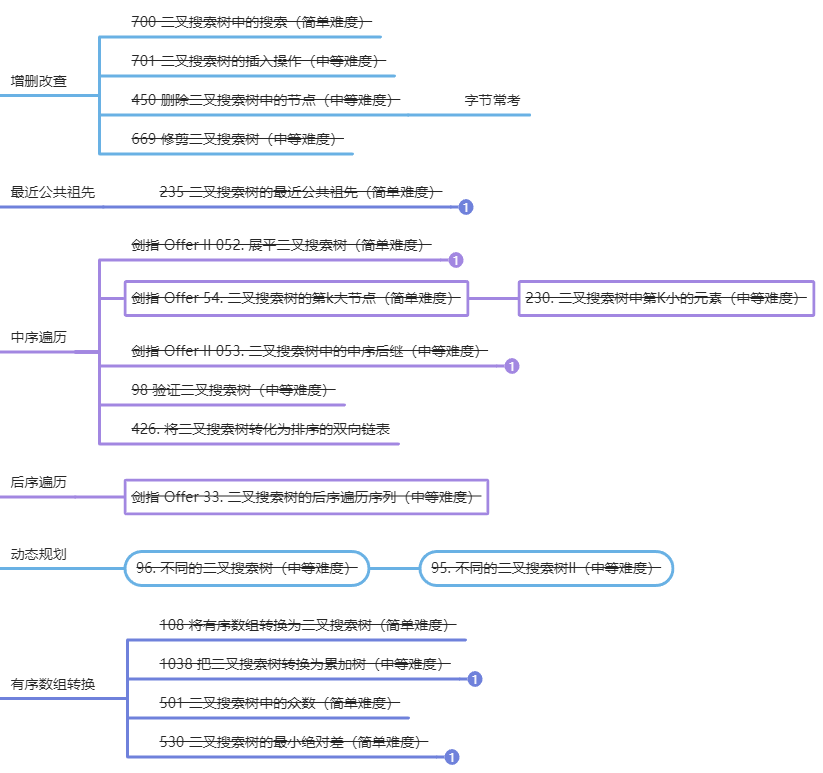 增删改查
700 二叉搜索树中的搜索（简单难度）
701 二叉搜索树的插入操作（中等难度）
450 删除二叉搜索树中的节点（中等难度）
字节常考
669 修剪二叉搜索树（中等难度）
最近公共祖先
235 二叉搜索树的最近公共祖先（简单难度）
1
中序遍历
剑指 Offer II 052. 展平二叉搜索树（简单难度）
1
剑指 Offer 54. 二叉搜索树的第k大节点（简单难度）
230. 二叉搜索树中第K小的元素（中等难度）
剑指 Offer II 053. 二叉搜索树中的中序后继（中等难度）
1
98 验证二叉搜索树（中等难度）
426. 将二叉搜索树转化为排序的双向链表
后序遍历
剑指 Offer 33. 二叉搜索树的后序遍历序列（中等难度）
动态规划
96. 不同的二叉搜索树（中等难度）
95. 不同的二叉搜索树II（中等难度）
有序数组转换
108 将有序数组转换为二叉搜索树（简单难度）
1038 把二叉搜索树转换为累加树（中等难度）
1
501 二叉搜索树中的众数（简单难度）
530 二叉搜索树的最小绝对差（简单难度）
1